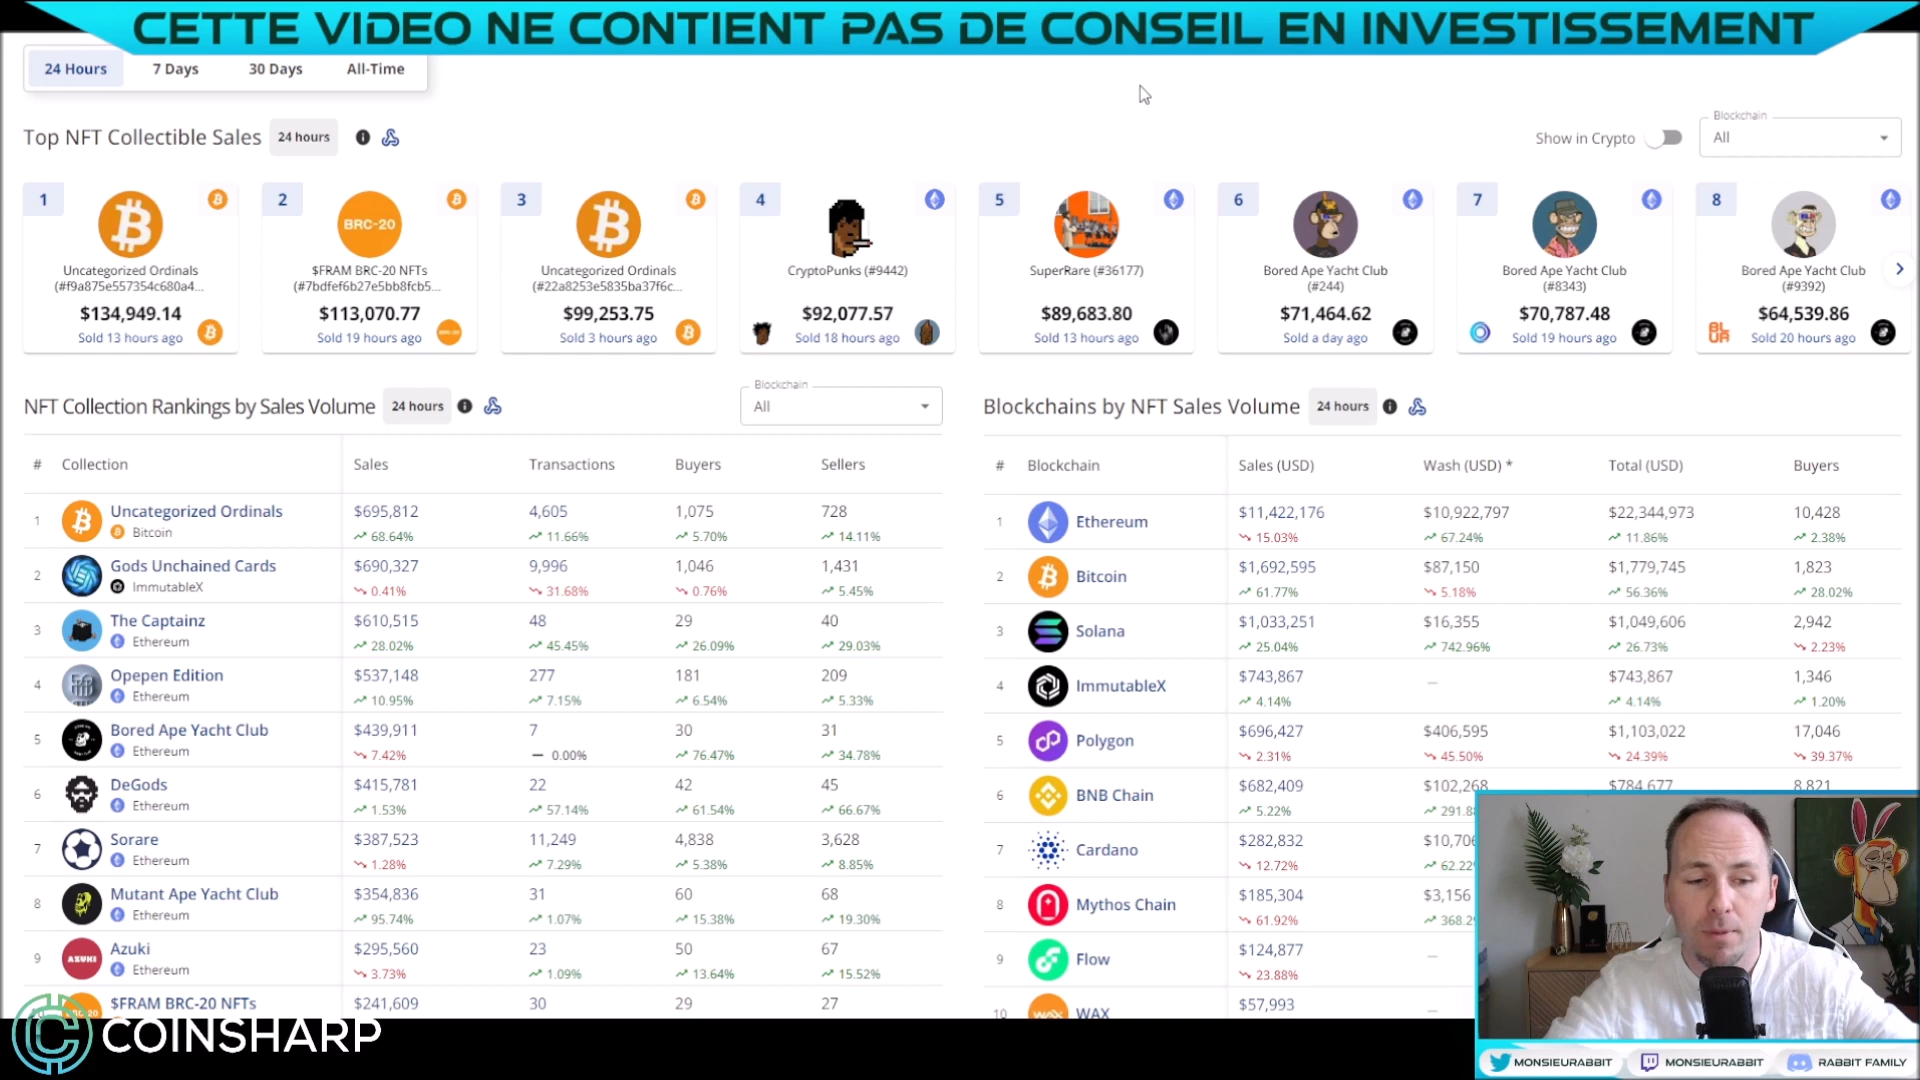 CETTE VIDEO NE CONTIENT PAS DE CONSEIL EN INVESTISSEMENT
24 Hours 7 Days 30 Days All-Time
Top NFT Collectible Sales 24 hours
Show in Crypto
Blockchain
All
1
Uncategorized Ordinals
(#f9a875e557354c680a4...
$134,949.14
Sold 13 hours ago
2
BRC-20
$FRAM BRC-20 NFTs
(#7bdfef6b27e5bb8fcb5...
$113,070.77
Sold 19 hours ago
3
Uncategorized Ordinals
(#22a8253e5835ba37f6c...
$99,253.75
Sold 3 hours ago
4
CryptoPunks (#9442)
$92,077.57
Sold 18 hours ago
5
SuperRare (#36177)
$89,683.80
Sold 13 hours ago
6
Bored Ape Yacht Club
(#244)
$71,464.62
Sold a day ago
7
Bored Ape Yacht Club
(#8343)
$70,787.48
Sold 19 hours ago
8
Bored Ape Yacht Club
(#9392)
$64,539.86
BLUR
Sold 20 hours ago
NFT Collection Rankings by Sales Volume 24 hours
Blockchain
All
# Collection Sales Transactions Buyers Sellers
1 Uncategorized Ordinals $695,812 4,605 1,075 728
Bitcoin 68.64% 11.66% 5.70% 14.11%
2 Gods Unchained Cards $690,327 9,996 1,046 1,431
ImmutableX 0.41% 31.68% 0.76% 5.45%
3 The Captainz $610,515 48 29 40
Ethereum 28.02% 45.45% 26.09% 29.03%
4 Opepen Edition $537,148 277 181 209
Ethereum 10.95% 7.15% 6.54% 5.33%
5 Bored Ape Yacht Club $439,911 7 30 31
Ethereum 7.42% 0.00% 76.47% 34.78%
6 DeGods $415,781 22 42 45
Ethereum 1.53% 57.14% 61.54% 66.67%
7 Sorare $387,523 11,249 4,838 3,628
Ethereum 1.28% 7.29% 5.38% 8.85%
8 Mutant Ape Yacht Club $354,836 31 60 68
Ethereum 95.74% 1.07% 15.38% 19.30%
9 AZUKI Azuki $295,560 23 50 67
Ethereum 3.73% 1.09% 13.64% 15.52%
$FRAM BRC-20 NFTs $241,609 30 29 27
Blockchains by NFT Sales Volume 24 hours
# Blockchain Sales (USD) Wash (USD) * Total (USD) Buyers
1 Ethereum $11,422,176 $10,922,797 $22,344,973 10,428
15.03% 67.24% 11.86% 2.38%
2 Bitcoin $1,692,595 $87,150 $1,779,745 1,823
61.77% 5.18% 56.36% 28.02%
3 Solana $1,033,251 $16,355 $1,049,606 2,942
25.04% 742.96% 26.73% 2.23%
4 ImmutableX $743,867 — $743,867 1,346
4.14% 4.14% 1.20%
5 Polygon $696,427 $406,595 $1,103,022 17,046
2.31% 45.50% 24.39% 39.37%
6 BNB Chain $682,409 $102,268 $784,677 8,821
5.22% 291.8
7 Cardano $282,832 $10,706
12.72% 62.22
8 Mythos Chain $185,304 $3,156
61.92% 368.2
9 Flow $124,877 —
23.88%
10 WAX $57,993 —
COINSHARP
MONSIEURABBIT MONSIEURABBIT RABBIT FAMILY